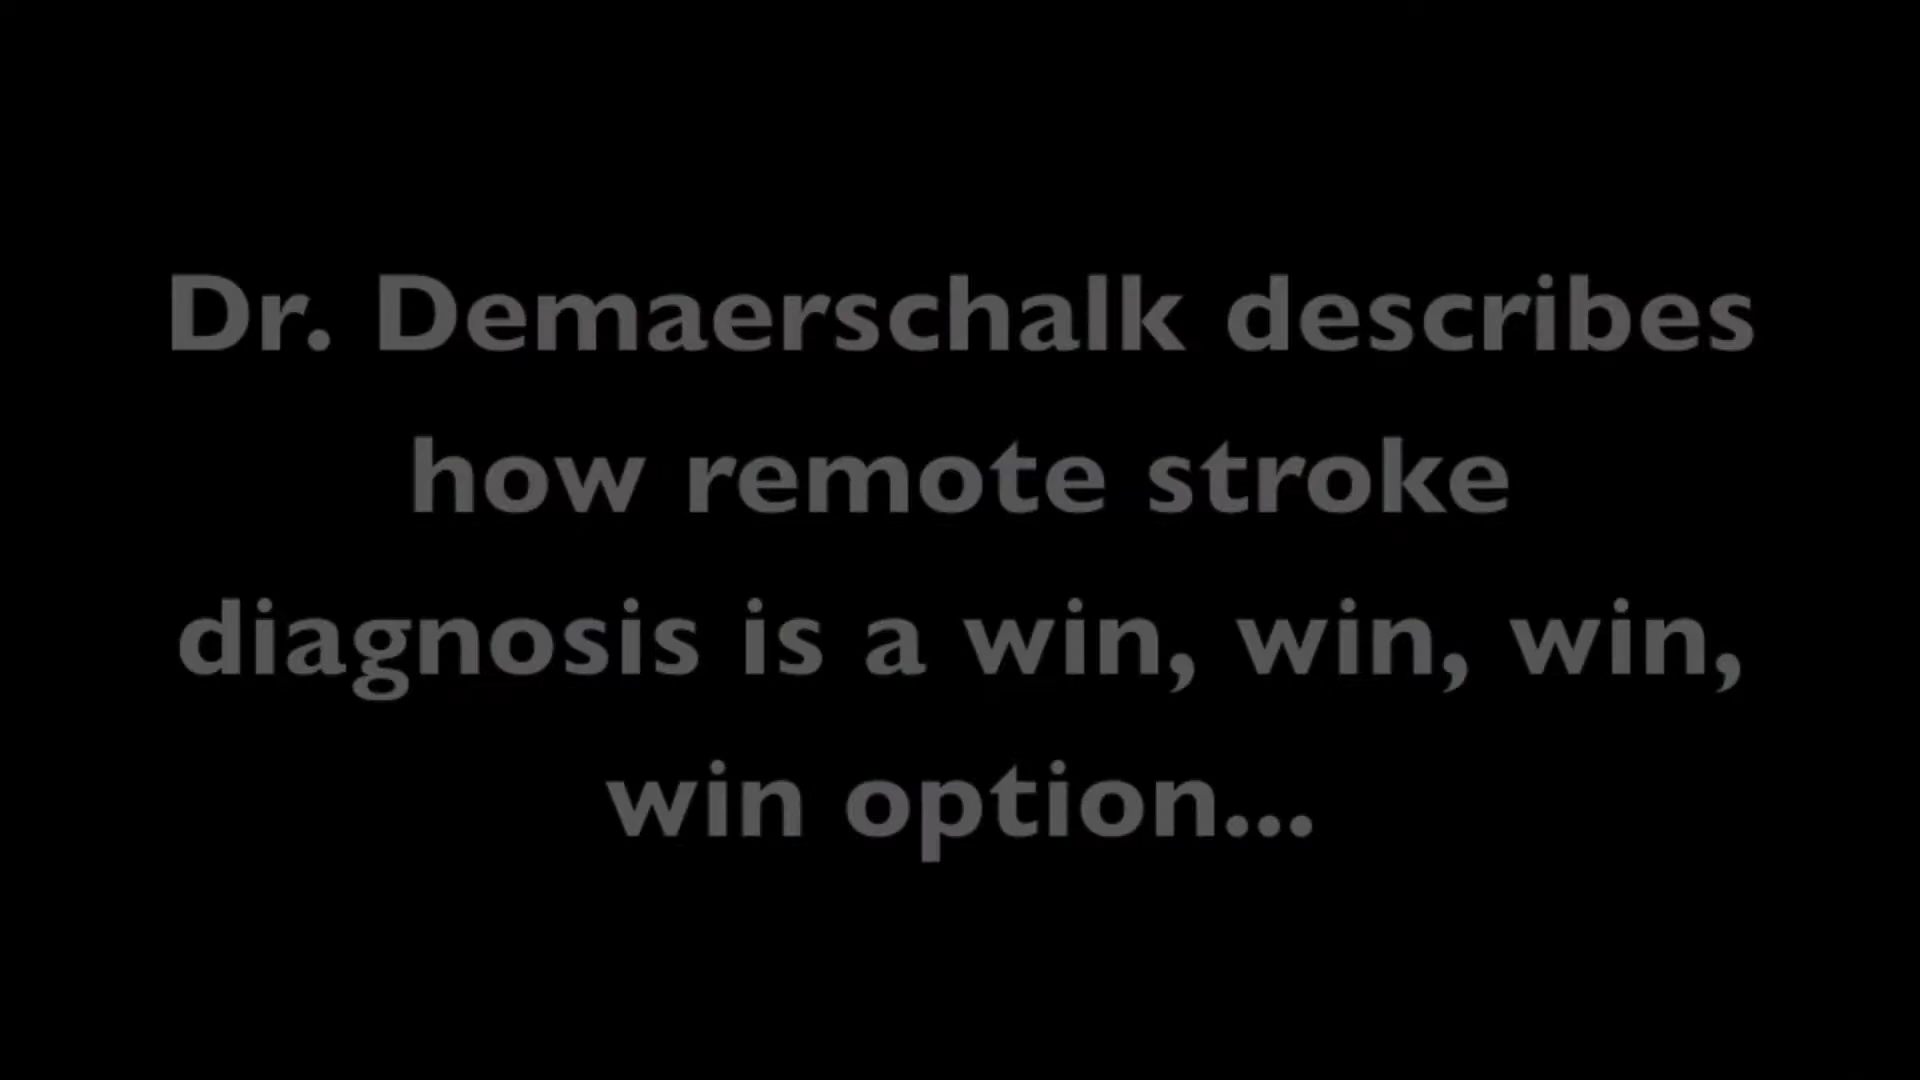 Dr. Demaerschalk describes
how remote stroke
diagnosis is a win, win, win,
win option...